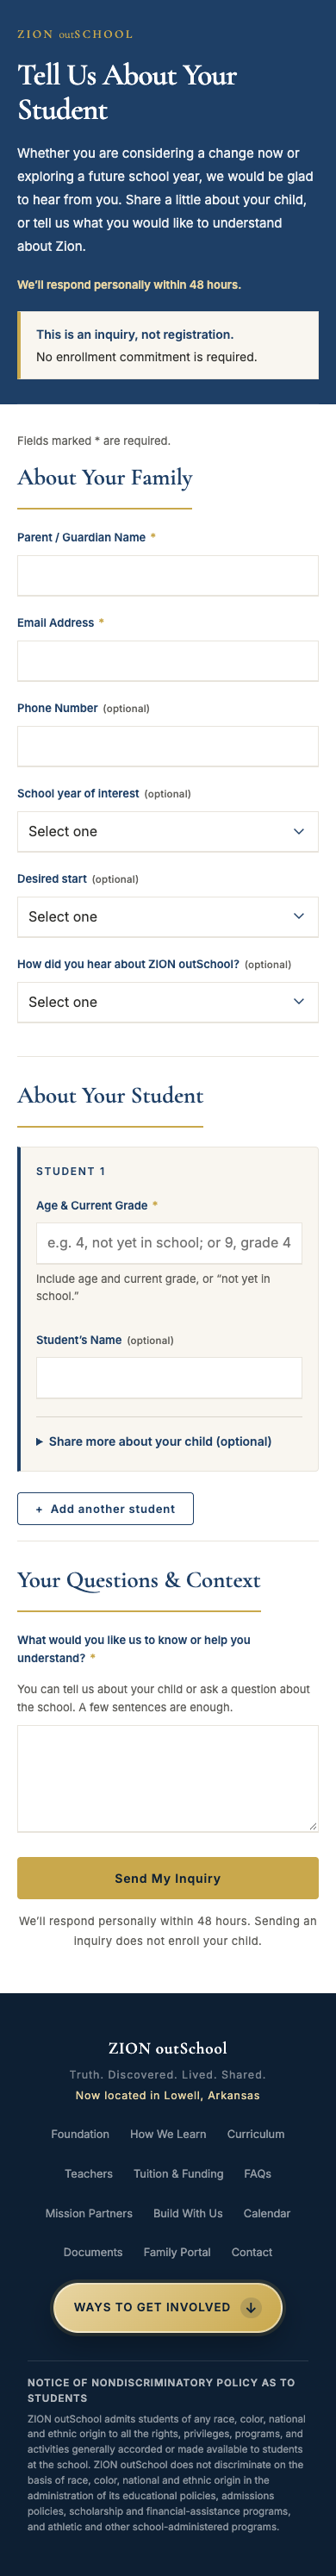 ZION outSCHOOL
Tell Us About Your
Student
Whether you are considering a change now or
exploring a future school year, we would be glad
to hear from you. Share a little about your child,
or tell us what you would like to understand
about Zion.
We'll respond personally within 48 hours.
This is an inquiry, not registration.
No enrollment commitment is required.
Fields marked * are required.
About Your Family
Parent / Guardian Name *
Email Address *
Phone Number (optional)
School year of interest (optional)
Select one
Desired start (optional)
Select one
How did you hear about ZION outSchool? (optional)
Select one
About Your Student
STUDENT 1
Age & Current Grade *
e.g. 4, not yet in school; or 9, grade 4
Include age and current grade, or "not yet in
school."
Student's Name (optional)
Share more about your child (optional)
+ Add another student
Your Questions & Context
What would you like us to know or help you
understand? *
You can tell us about your child or ask a question about
the school. A few sentences are enough.
Send My Inquiry
We'll respond personally within 48 hours. Sending an
inquiry does not enroll your child.
ZION outSchool
Truth. Discovered. Lived. Shared.
Now located in Lowell, Arkansas
Foundation How We Learn Curriculum
Teachers Tuition & Funding FAQs
Mission Partners Build With Us Calendar
Documents Family Portal Contact
WAYS TO GET INVOLVED ↓
NOTICE OF NONDISCRIMINATORY POLICY AS TO
STUDENTS
ZION outSchool admits students of any race, color, national
and ethnic origin to all the rights, privileges, programs, and
activities generally accorded or made available to students
at the school. ZION outSchool does not discriminate on the
basis of race, color, national and ethnic origin in the
administration of its educational policies, admissions
policies, scholarship and financial-assistance programs,
and athletic and other school-administered programs.